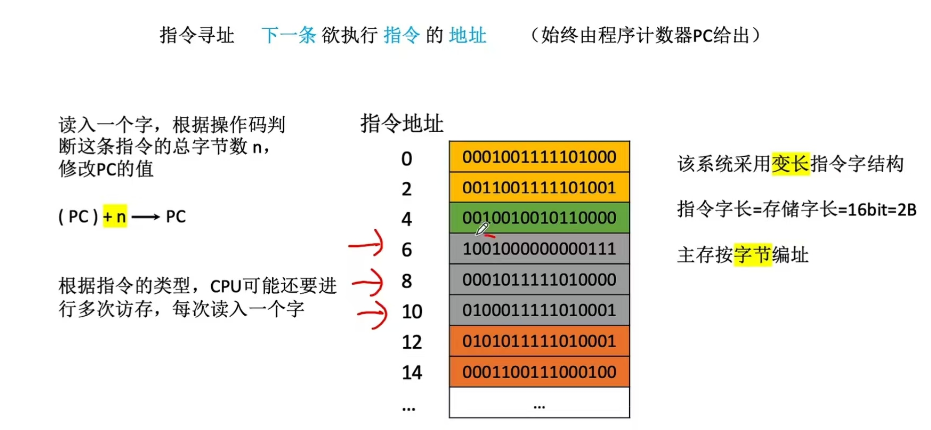 指令寻址 下一条 欲执行 指令 的 地址 （始终由程序计数器PC给出）
读入一个字，根据操作码判
断这条指令的总字节数 n，
修改PC的值
( PC ) + n → PC
根据指令的类型，CPU可能还要进
行多次访存，每次读入一个字
指令地址
0 0001001111101000
2 0011001111101001
4 0010010010110000
6 1001000000000111
8 0001011111010000
10 0100011111010001
12 0101011111010001
14 0001100111000100
... ...
该系统采用变长指令字结构
指令字长=存储字长=16bit=2B
主存按字节编址